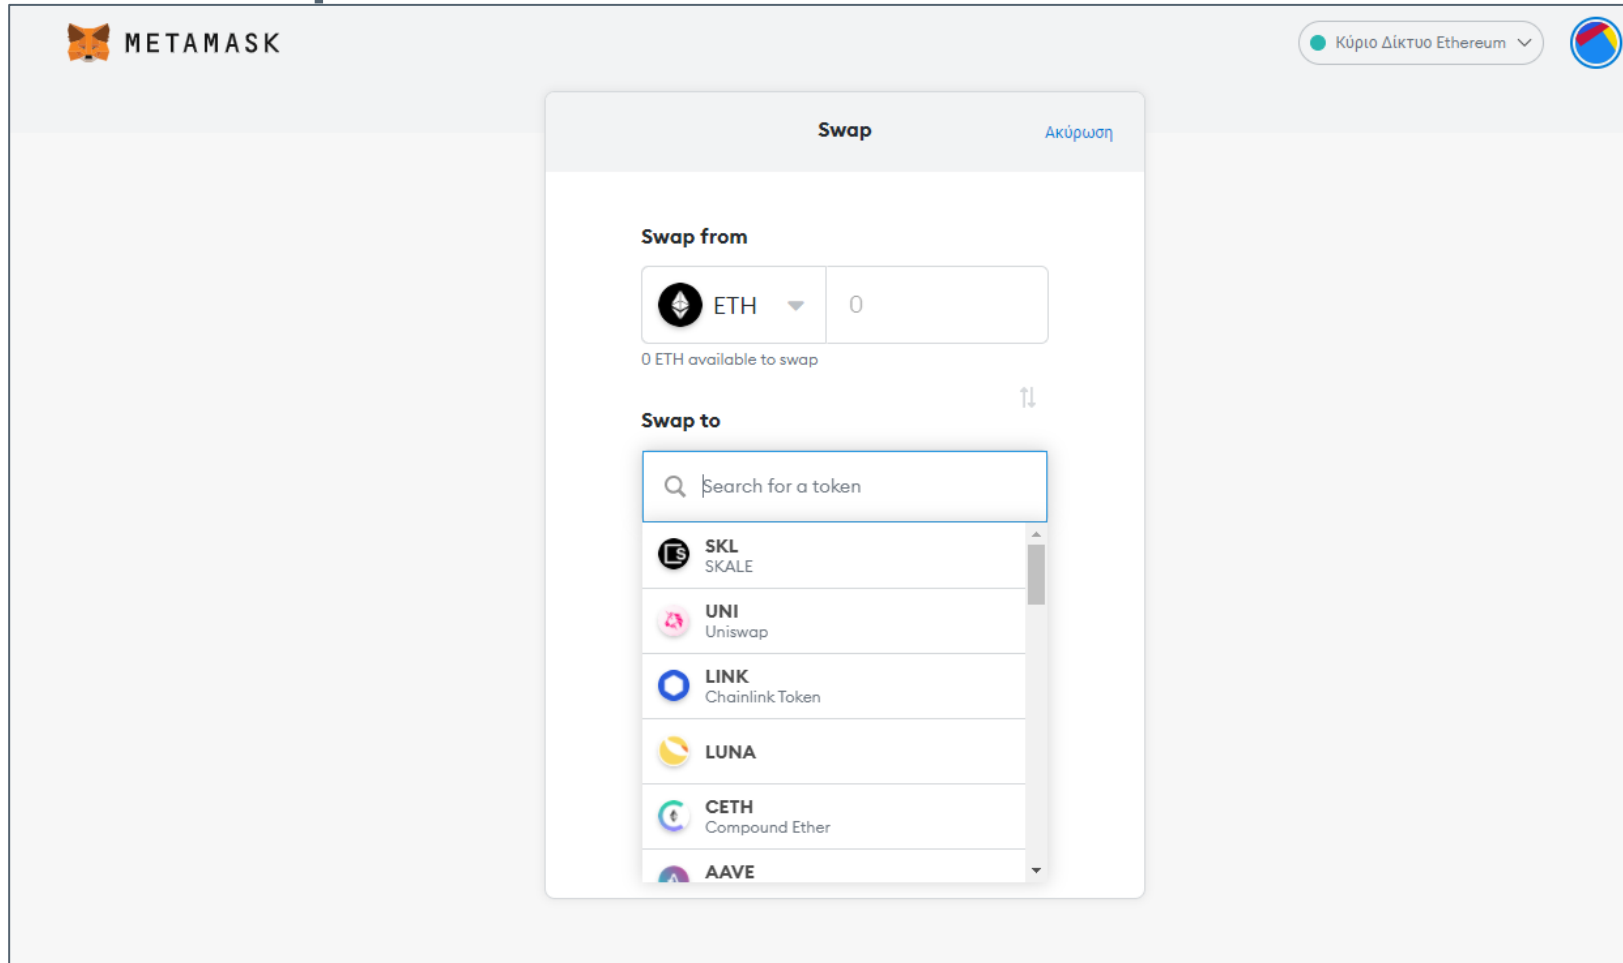 METAMASK
Κύριο Δίκτυο Ethereum
Swap
Ακύρωση
Swap from
ETH
0
0 ETH available to swap
Swap to
Search for a token
SKL
SKALE
UNI
Uniswap
LINK
Chainlink Token
LUNA
CETH
Compound Ether
AAVE